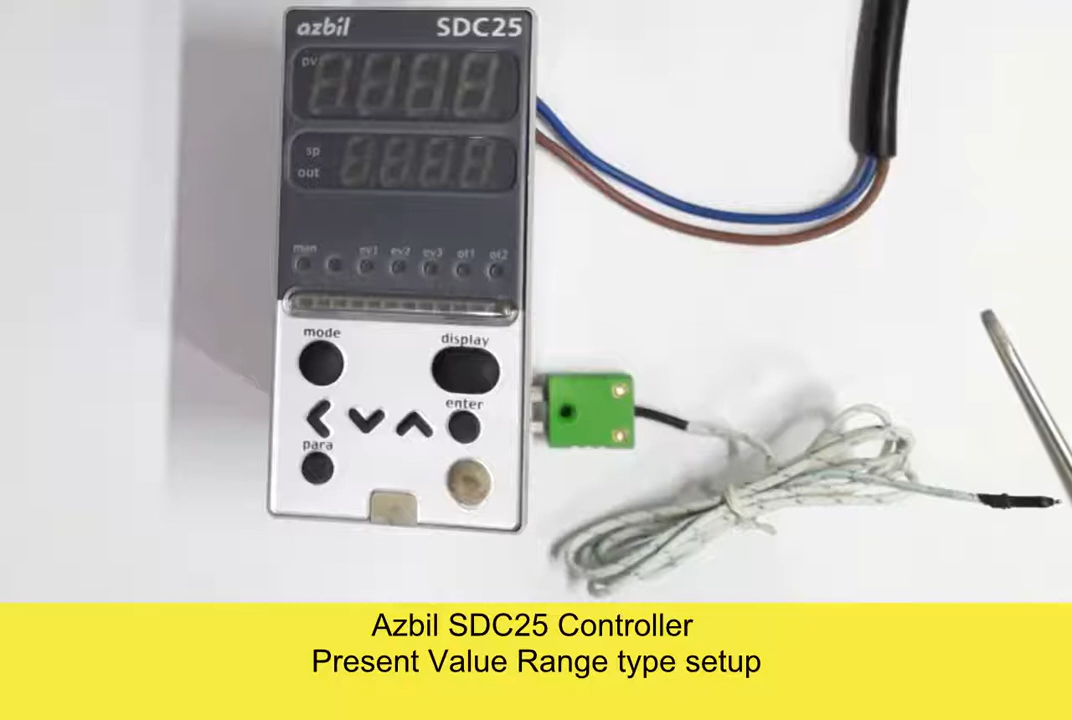 azbil SDC25
pv
sp
out
man ev1 ev2 ev3 ot1 ot2
mode display
enter
para
Azbil SDC25 Controller
Present Value Range type setup